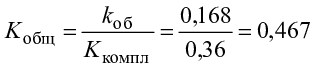 K_общ = k_об / K_компл = 0,168 / 0,36 = 0,467